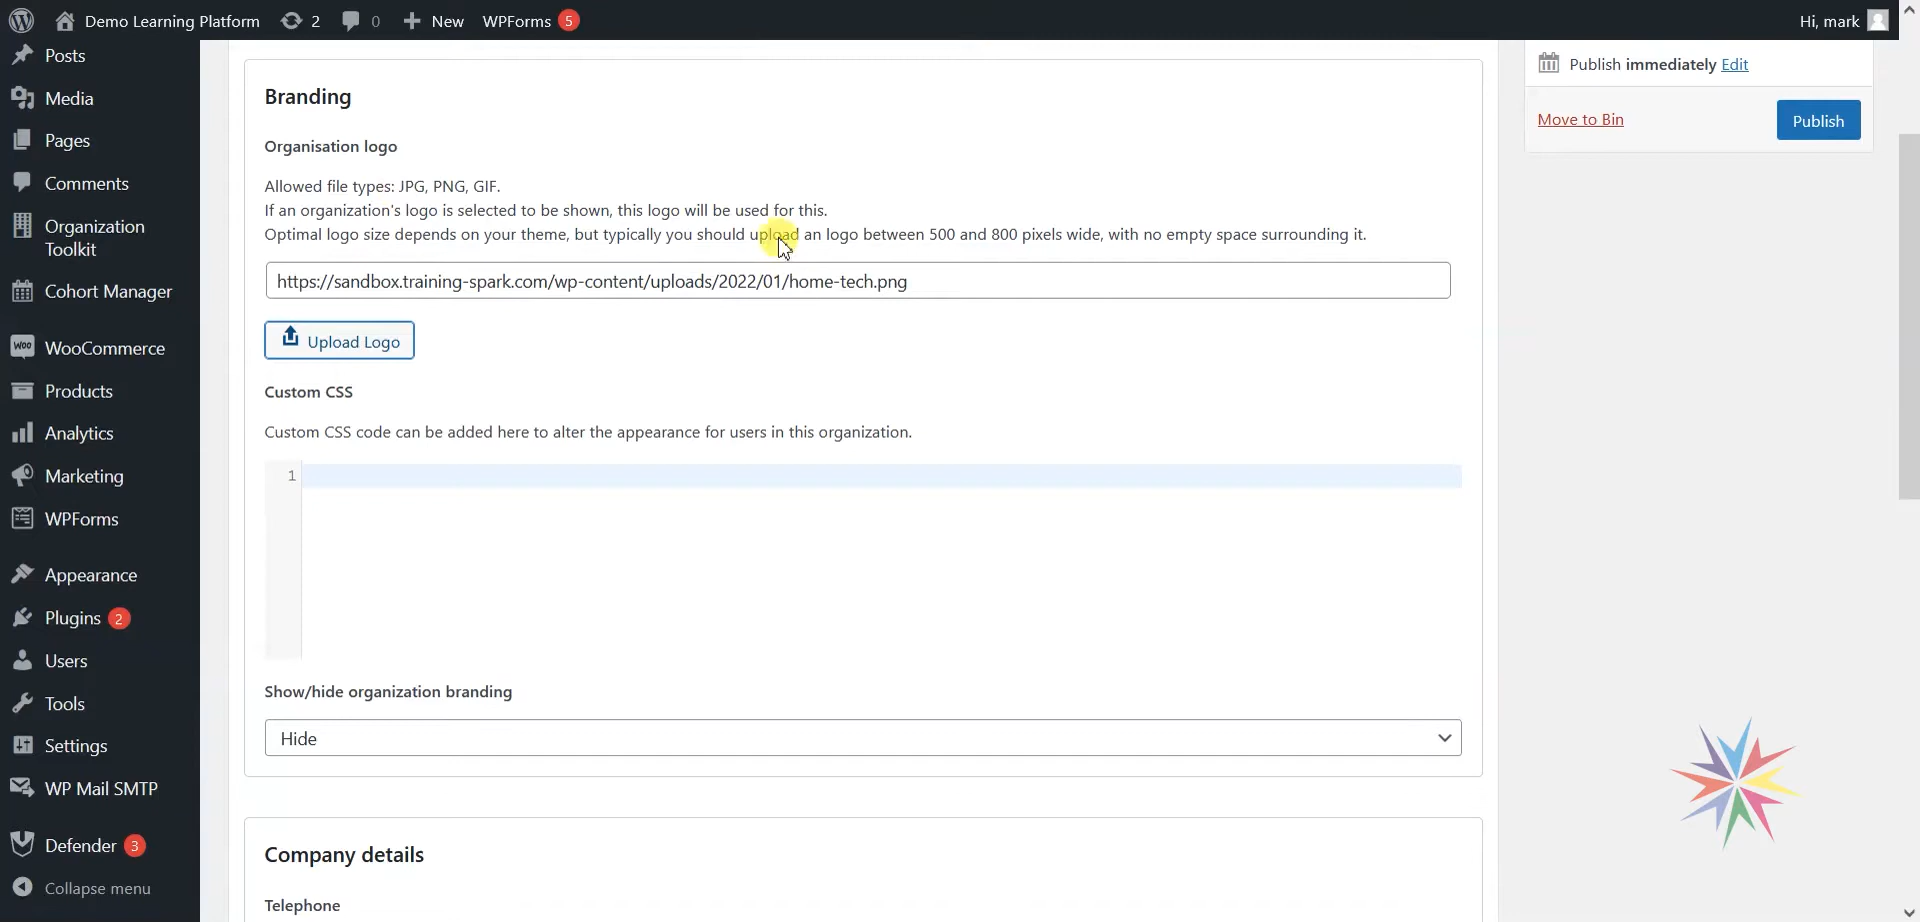 Demo Learning Platform 2 0 New WPForms 5 Hi, mark
Posts
Media
Pages
Comments
Organization
Toolkit
Cohort Manager
WOO WooCommerce
Products
Analytics
Marketing
WPForms
Appearance
Plugins 2
Users
Tools
Settings
WP Mail SMTP
Defender 3
Collapse menu
Branding
Organisation logo
Allowed file types: JPG, PNG, GIF.
If an organization's logo is selected to be shown, this logo will be used for this.
Optimal logo size depends on your theme, but typically you should upload an logo between 500 and 800 pixels wide, with no empty space surrounding it.
https://sandbox.training-spark.com/wp-content/uploads/2022/01/home-tech.png
Upload Logo
Custom CSS
Custom CSS code can be added here to alter the appearance for users in this organization.
1
Show/hide organization branding
Hide
Company details
Telephone
Publish immediately Edit
Move to Bin Publish